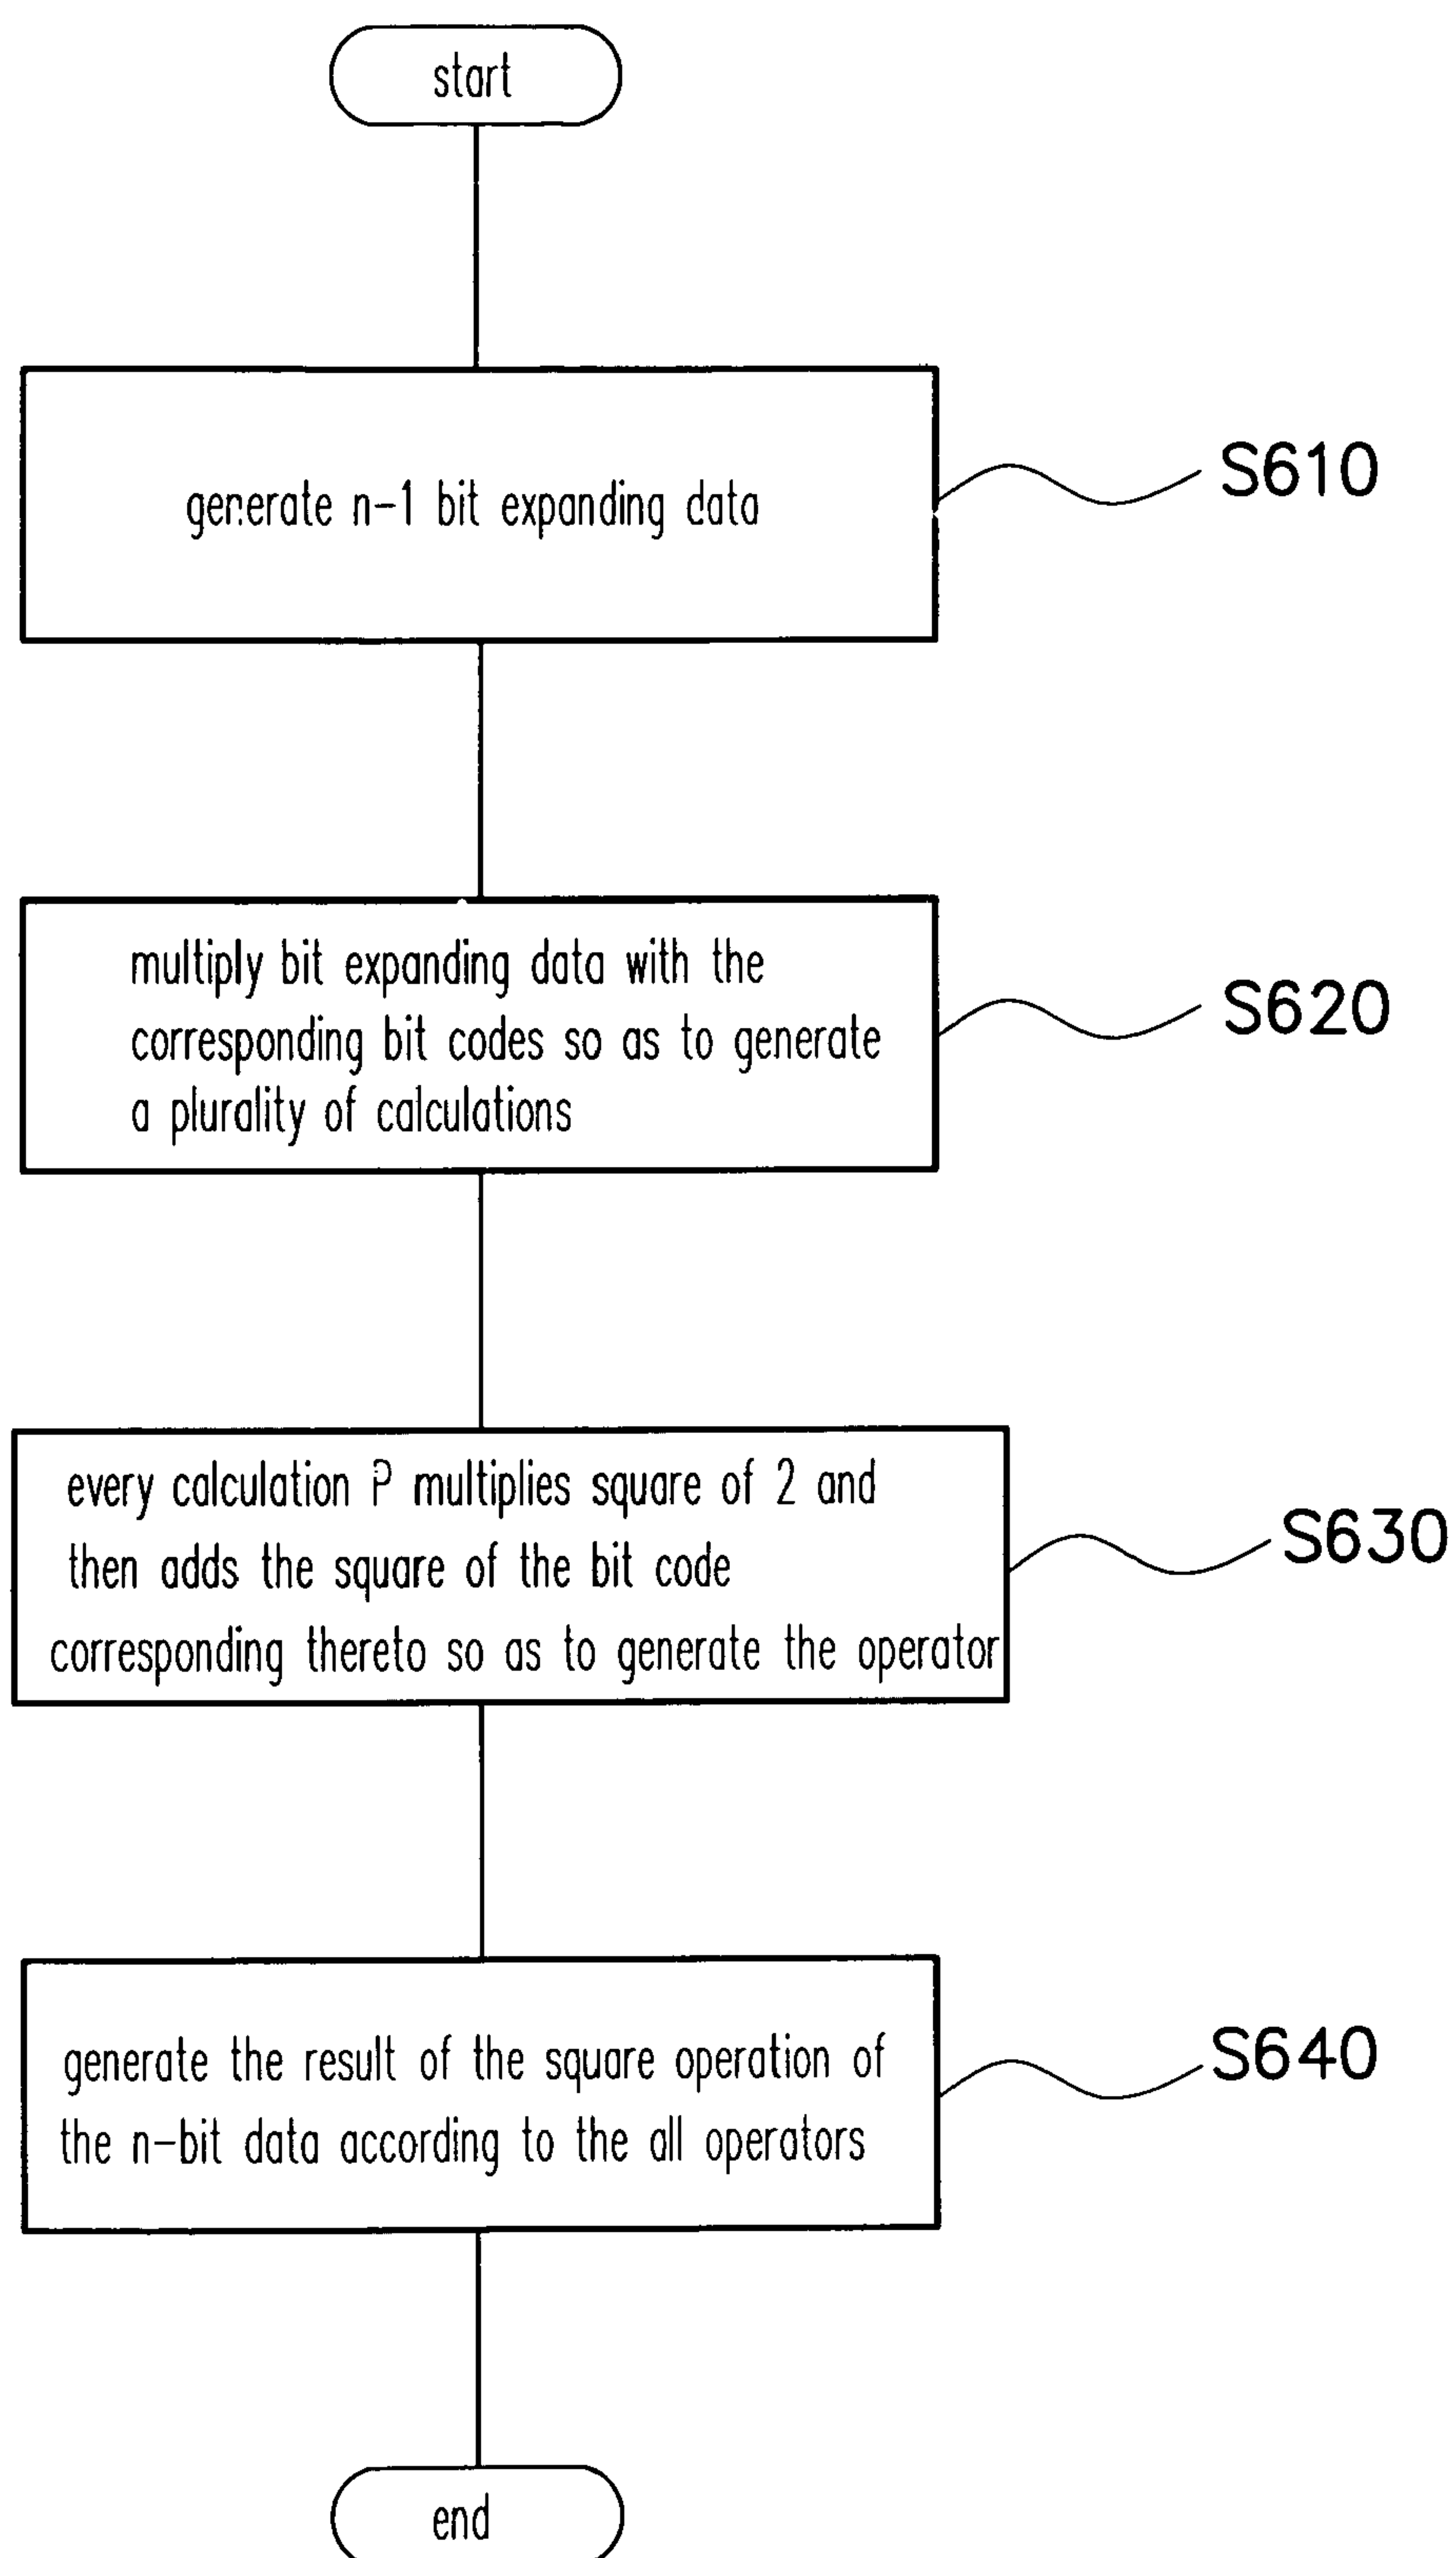 start
generate n-1 bit expanding data
S610
multiply bit expanding data with the
corresponding bit codes so as to generate
a plurality of calculations
S620
every calculation P multiplies square of 2 and
then adds the square of the bit code
corresponding thereto so as to generate the operator
S630
generate the result of the square operation of
the n-bit data according to the all operators
S640
end